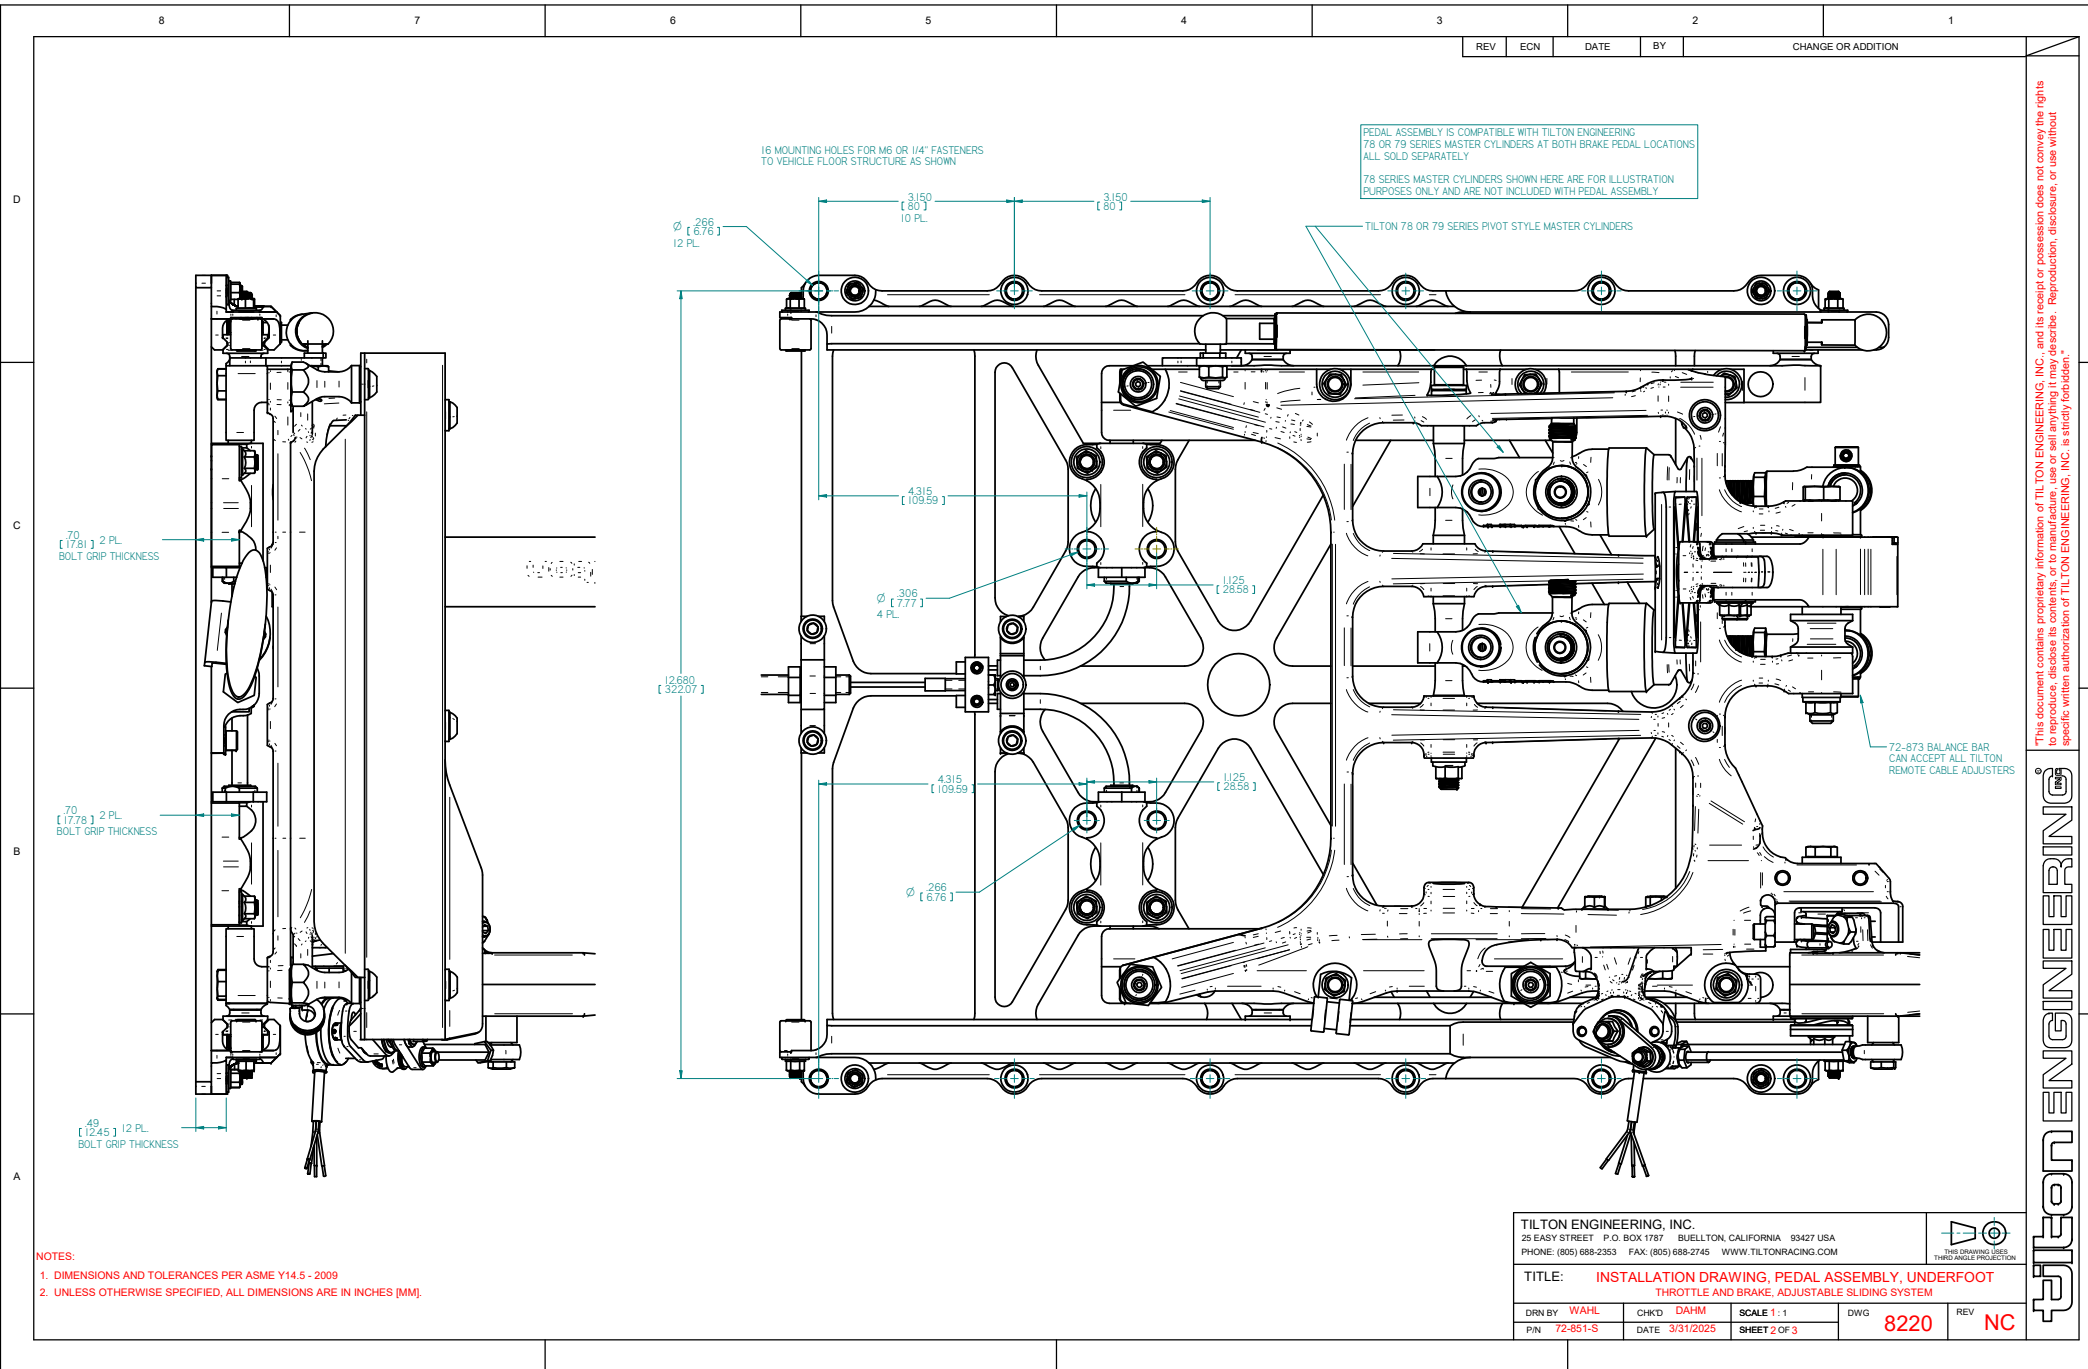 8 7 6 5 4 3 2 1
REV ECN DATE BY CHANGE OR ADDITION
D
C
B
A
16 MOUNTING HOLES FOR M6 OR 1/4" FASTENERS
TO VEHICLE FLOOR STRUCTURE AS SHOWN
PEDAL ASSEMBLY IS COMPATIBLE WITH TILTON ENGINEERING
78 OR 79 SERIES MASTER CYLINDERS AT BOTH BRAKE PEDAL LOCATIONS
ALL SOLD SEPARATELY
78 SERIES MASTER CYLINDERS SHOWN HERE ARE FOR ILLUSTRATION
PURPOSES ONLY AND ARE NOT INCLUDED WITH PEDAL ASSEMBLY
TILTON 78 OR 79 SERIES PIVOT STYLE MASTER CYLINDERS
3.150
[ 80 ]
10 PL.
3.150
[ 80 ]
Ø .266
[ 6.76 ]
12 PL.
4.315
[ 109.59 ]
.70
[ 17.81 ] 2 PL.
BOLT GRIP THICKNESS
1.125
[ 28.58 ]
Ø .306
[ 7.77 ]
4 PL.
12.680
[ 322.07 ]
72-873 BALANCE BAR
CAN ACCEPT ALL TILTON
REMOTE CABLE ADJUSTERS
4.315
[ 109.59 ]
1.125
[ 28.58 ]
.70
[ 17.78 ] 2 PL.
BOLT GRIP THICKNESS
Ø .266
[ 6.76 ]
.49
[ 12.45 ] 12 PL.
BOLT GRIP THICKNESS
"This document contains proprietary information of TILTON ENGINEERING, INC., and its receipt or possession does not convey the rights
to reproduce, disclose its contents, or to manufacture, use or sell anything it may describe. Reproduction, disclosure, or use without
specific written authorization of TILTON ENGINEERING, INC. is strictly forbidden."
tilton ENGINEERING INC
NOTES:
1. DIMENSIONS AND TOLERANCES PER ASME Y14.5 - 2009
2. UNLESS OTHERWISE SPECIFIED, ALL DIMENSIONS ARE IN INCHES [MM].
TILTON ENGINEERING, INC.
25 EASY STREET P.O. BOX 1787 BUELLTON, CALIFORNIA 93427 USA
PHONE: (805) 688-2353 FAX: (805) 688-2745 WWW.TILTONRACING.COM
THIS DRAWING USES
THIRD ANGLE PROJECTION
TITLE: INSTALLATION DRAWING, PEDAL ASSEMBLY, UNDERFOOT
THROTTLE AND BRAKE, ADJUSTABLE SLIDING SYSTEM
DRN BY WAHL CHK'D DAHM SCALE 1 : 1 DWG 8220 REV NC
P/N 72-851-S DATE 3/31/2025 SHEET 2 OF 3